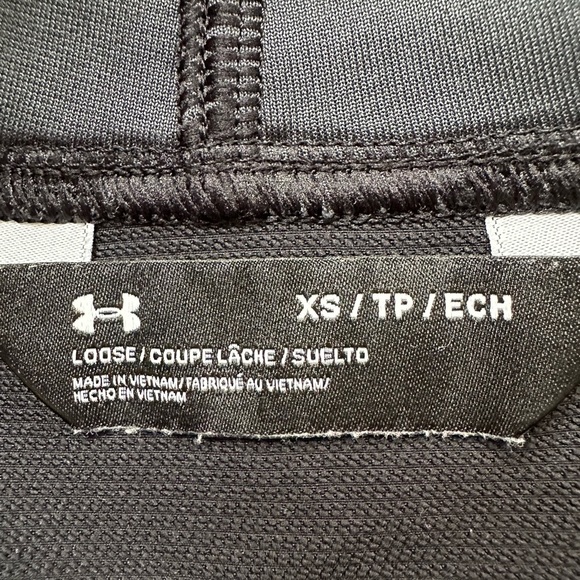 XS / TP / ECH
LOOSE / COUPE LÂCHE / SUELTO
MADE IN VIETNAM / FABRIQUÉ AU VIETNAM /
HECHO EN VIETNAM